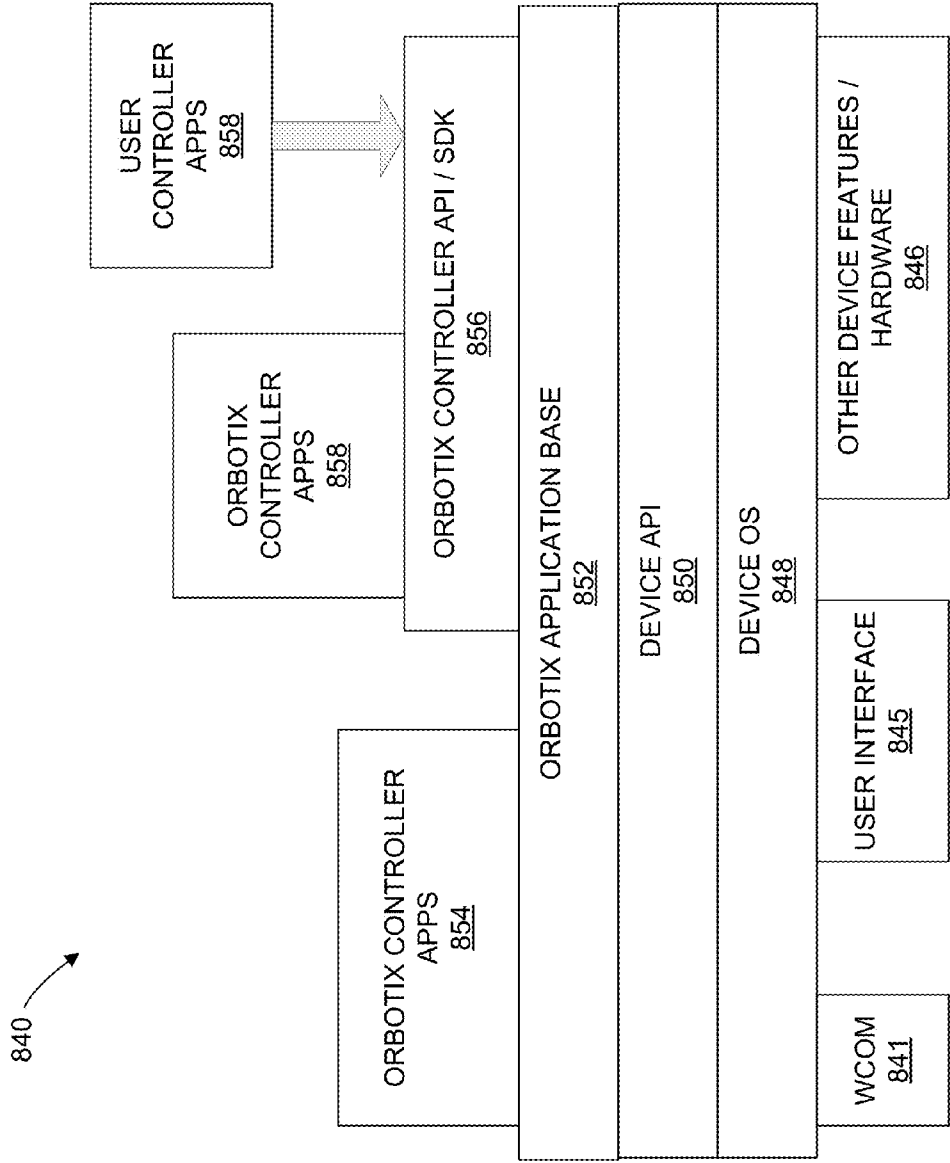 840
USER
CONTROLLER
APPS
858
ORBOTIX
CONTROLLER
APPS
858
ORBOTIX CONTROLLER API / SDK
856
ORBOTIX CONTROLLER
APPS
854
ORBOTIX APPLICATION BASE
852
DEVICE API
850
DEVICE OS
848
WCOM
841
USER INTERFACE
845
OTHER DEVICE FEATURES /
HARDWARE
846